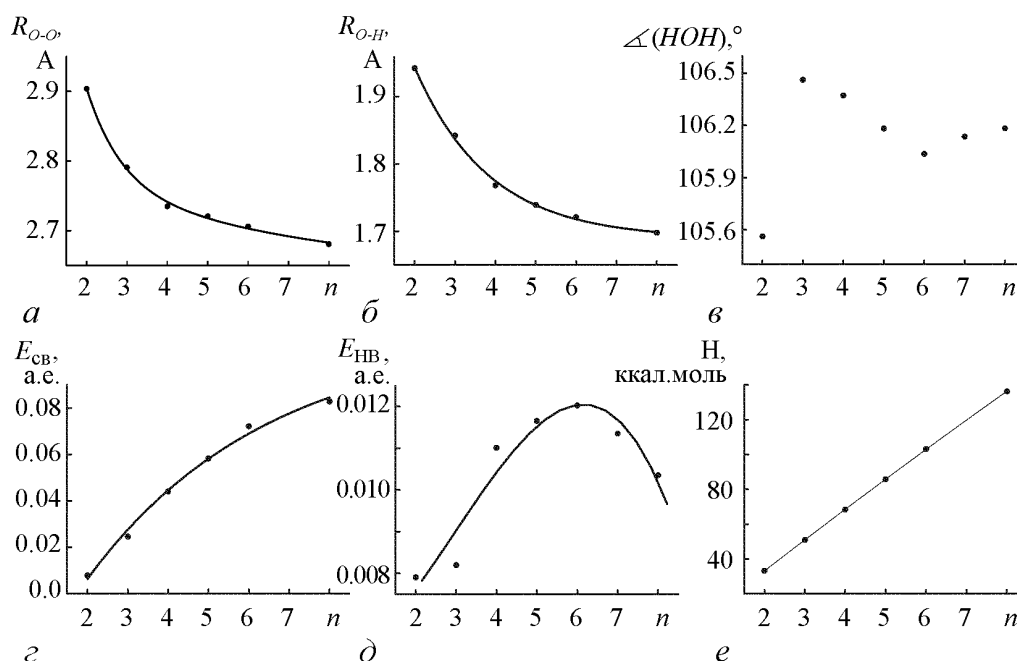 R_{O-O},
А
2.9
2.8
2.7
2 3 4 5 6 7 n
а
R_{O-H},
А
1.9
1.8
1.7
2 3 4 5 6 7 n
б
∡(HOH),°
106.5
106.2
105.9
105.6
2 3 4 5 6 7 n
в
E_{св},
а.е.
0.08
0.06
0.04
0.02
0.0
2 3 4 5 6 7 n
г
E_{НВ},
а.е.
0.012
0.010
0.008
2 3 4 5 6 7 n
д
Н,
ккал.моль
120
80
40
2 3 4 5 6 7 n
е